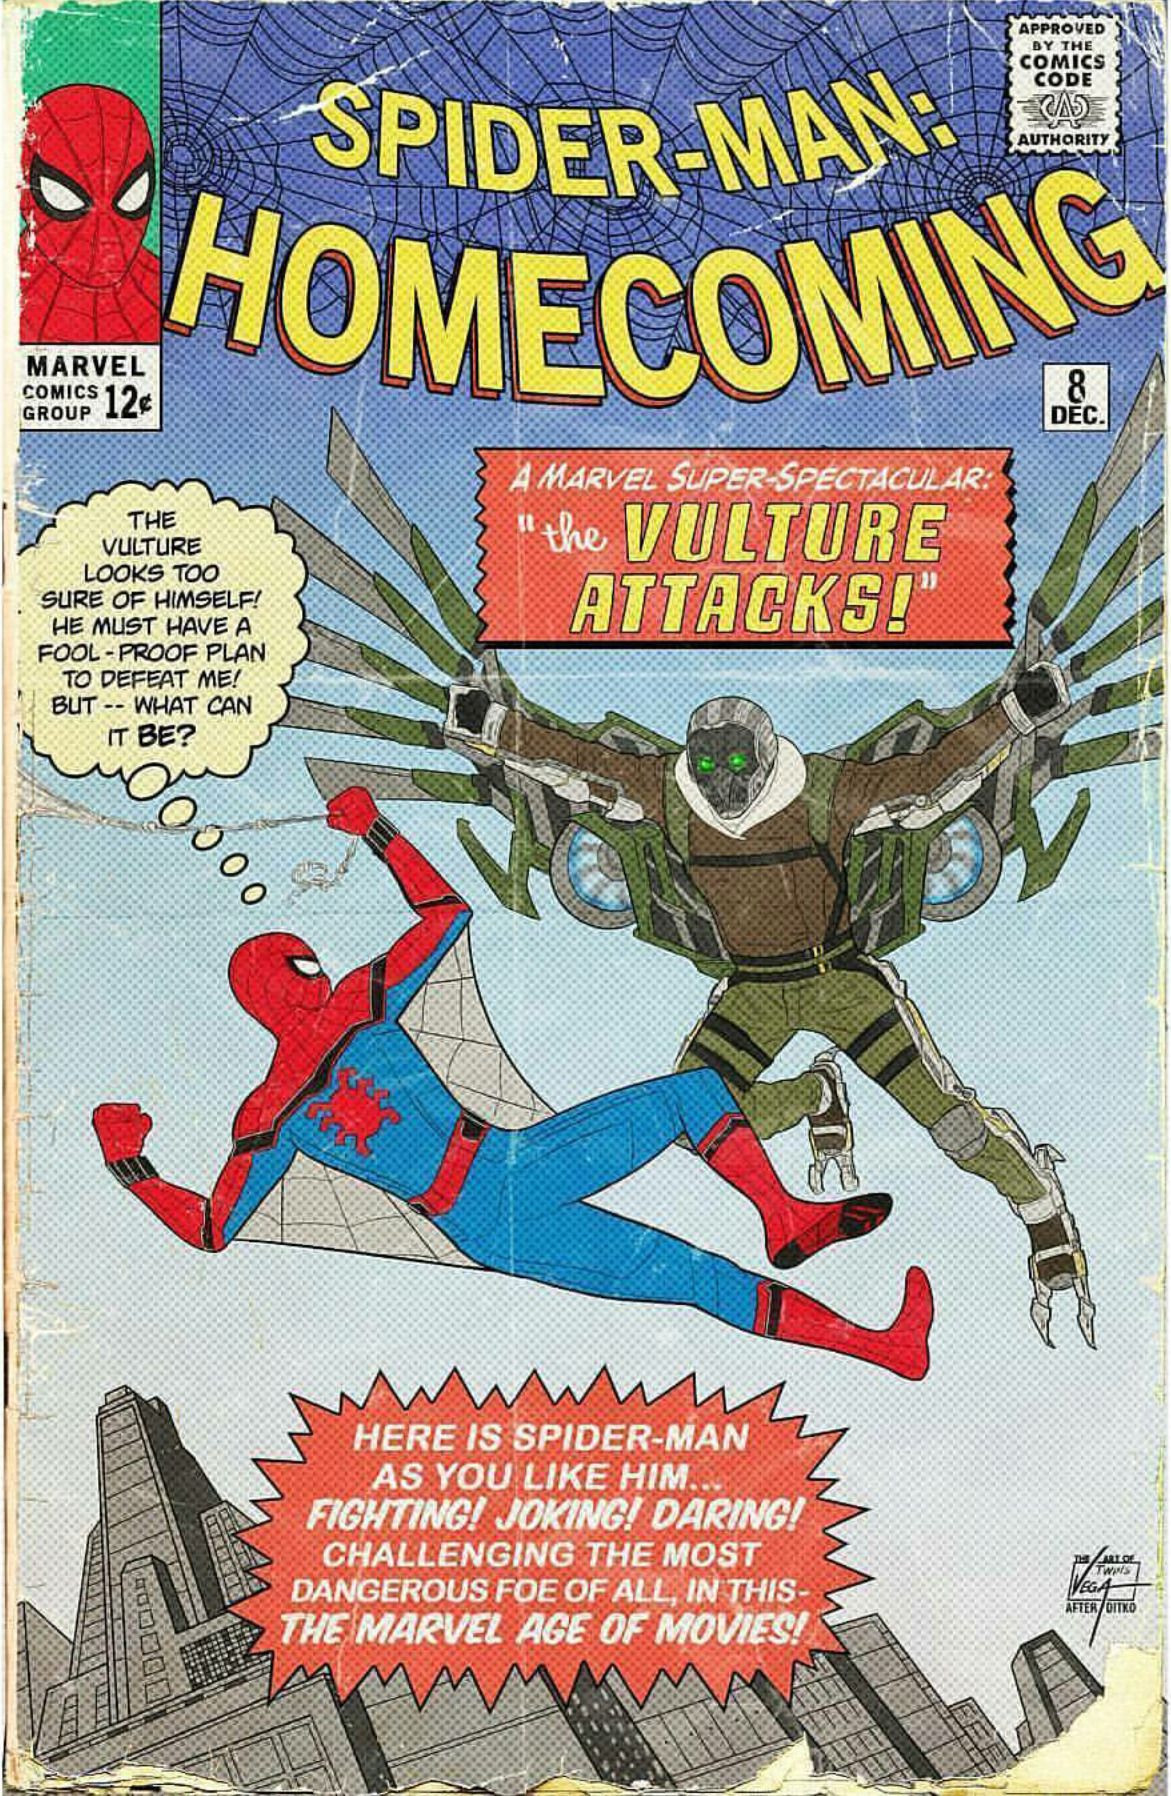 APPROVED
BY THE
COMICS
CODE
CA
AUTHORITY
SPIDER-MAN:
HOMECOMING
MARVEL
COMICS
GROUP 12¢
8
DEC.
A MARVEL SUPER-SPECTACULAR:
"the VULTURE
ATTACKS!"
THE
VULTURE
LOOKS TOO
SURE OF HIMSELF!
HE MUST HAVE A
FOOL-PROOF PLAN
TO DEFEAT ME!
BUT -- WHAT CAN
IT BE?
HERE IS SPIDER-MAN
AS YOU LIKE HIM...
FIGHTING! JOKING! DARING!
CHALLENGING THE MOST
DANGEROUS FOE OF ALL, IN THIS-
THE MARVEL AGE OF MOVIES!
THE ART OF
TWINS
VEGA
AFTER DITKO